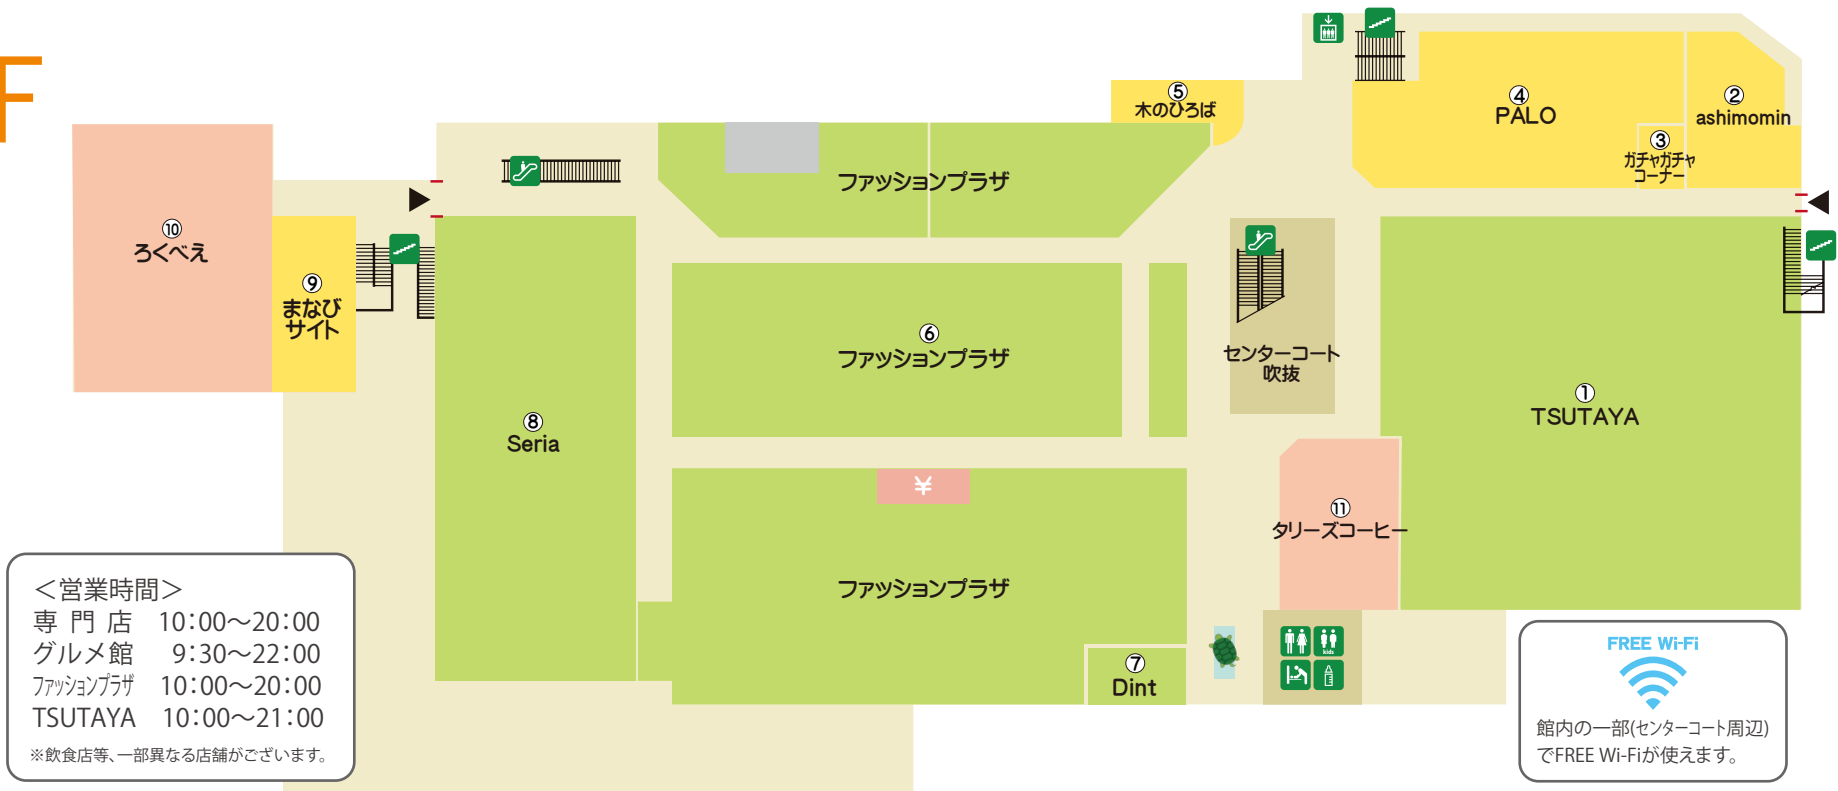 F
⑤
木のひろば
④
PALO
②
ashimomin
③
ガチャガチャ
コーナー
ファッションプラザ
⑩
ろくべえ
⑨
まなび
サイト
⑥
ファッションプラザ
センターコート
吹抜
①
TSUTAYA
⑧
Seria
¥
⑪
タリーズコーヒー
ファッションプラザ
⑦
Dint
kids
＜営業時間＞
専 門 店 10:00〜20:00
グルメ館 9:30〜22:00
ファッションプラザ 10:00〜20:00
TSUTAYA 10:00〜21:00
※飲食店等、一部異なる店舗がございます。
FREE Wi-Fi
館内の一部(センターコート周辺)
でFREE Wi-Fiが使えます。